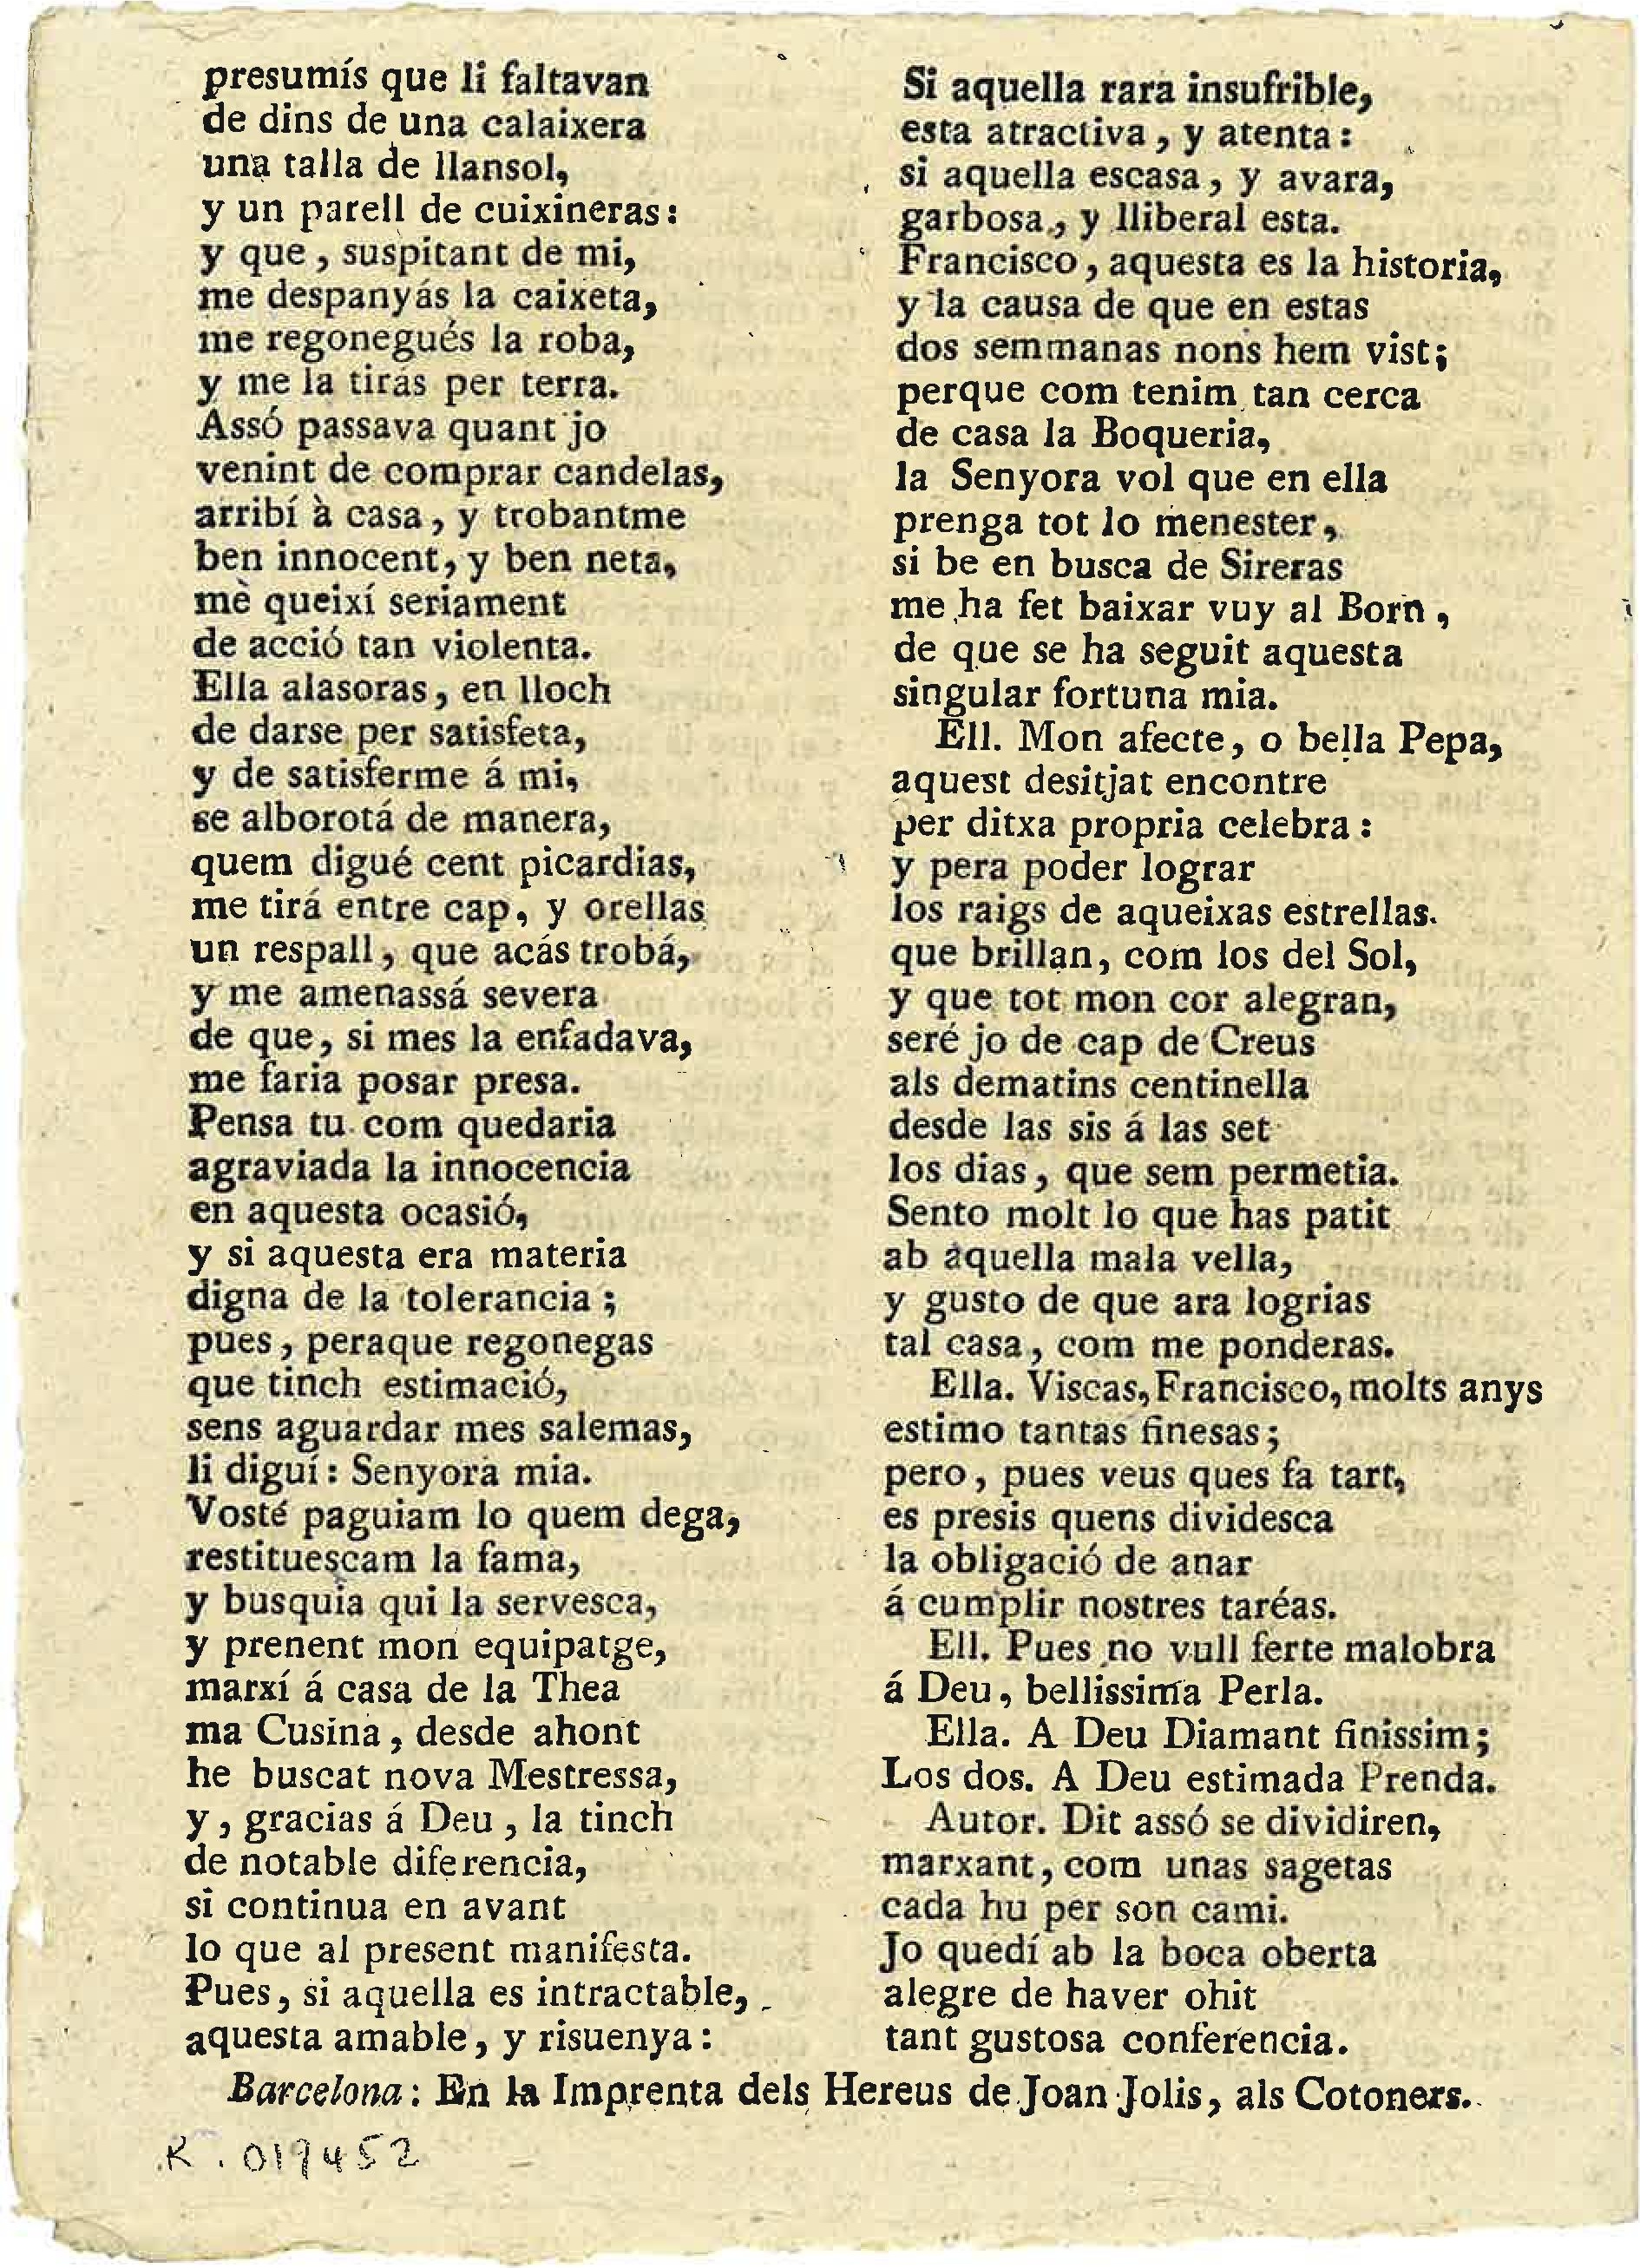 presumís que li faltavan
de dins de una calaixera
una talla de llansol,
y un parell de cuixineras:
y que, suspitant de mi,
me despanyás la caixeta,
me regonegués la roba,
y me la tirás per terra.
Assó passava quant jo
venint de comprar candelas,
arribí à casa, y trobantme
ben innocent, y ben neta,
me queixí seriament
de acció tan violenta.
Ella alasoras, en lloch
de darse per satisfeta,
y de satisferme á mi,
se alborotá de manera,
quem digué cent picardias,
me tirá entre cap, y orellas
un respall, que acás trobá,
y me amenassá severa
de que, si mes la enfadava,
me faria posar presa.
Pensa tu com quedaria
agraviada la innocencia
en aquesta ocasió,
y si aquesta era materia
digna de la tolerancia;
pues, peraque regonegas
que tinch estimació,
sens aguardar mes salemas,
li diguí: Senyora mia.
Vosté paguiam lo quem dega,
restituescam la fama,
y busquia qui la servesca,
y prenent mon equipatge,
marxí á casa de la Thea
ma Cusina, desde ahont
he buscat nova Mestressa,
y, gracias á Deu, la tinch
de notable diferencia,
si continua en avant
lo que al present manifesta.
Pues, si aquella es intractable,
aquesta amable, y risuenya:
Si aquella rara insufrible,
esta atractiva, y atenta:
si aquella escasa, y avara,
garbosa, y lliberal esta.
Francisco, aquesta es la historia,
y la causa de que en estas
dos semmanas nons hem vist;
perque com tenim tan cerca
de casa la Boqueria,
la Senyora vol que en ella
prenga tot lo menester,
si be en busca de Sireras
me ha fet baixar vuy al Born,
de que se ha seguit aquesta
singular fortuna mia.
Ell. Mon afecte, o bella Pepa,
aquest desitjat encontre
per ditxa propria celebra:
y pera poder lograr
los raigs de aqueixas estrellas.
que brillan, com los del Sol,
y que tot mon cor alegran,
seré jo de cap de Creus
als dematins centinella
desde las sis á las set
los dias, que sem permetia.
Sento molt lo que has patit
ab aquella mala vella,
y gusto de que ara logrias
tal casa, com me ponderas.
Ella. Viscas, Francisco, molts anys
estimo tantas finesas;
pero, pues veus ques fa tart,
es presis quens dividesca
la obligació de anar
á cumplir nostres taréas.
Ell. Pues no vull ferte malobra
á Deu, bellissima Perla.
Ella. A Deu Diamant finissim;
Los dos. A Deu estimada Prenda.
Autor. Dit assó se dividiren,
marxant, com unas sagetas
cada hu per son cami.
Jo quedí ab la boca oberta
alegre de haver ohit
tant gustosa conferencia.
Barcelona: En la Imprenta dels Hereus de Joan Jolis, als Cotoners.
R. 019452